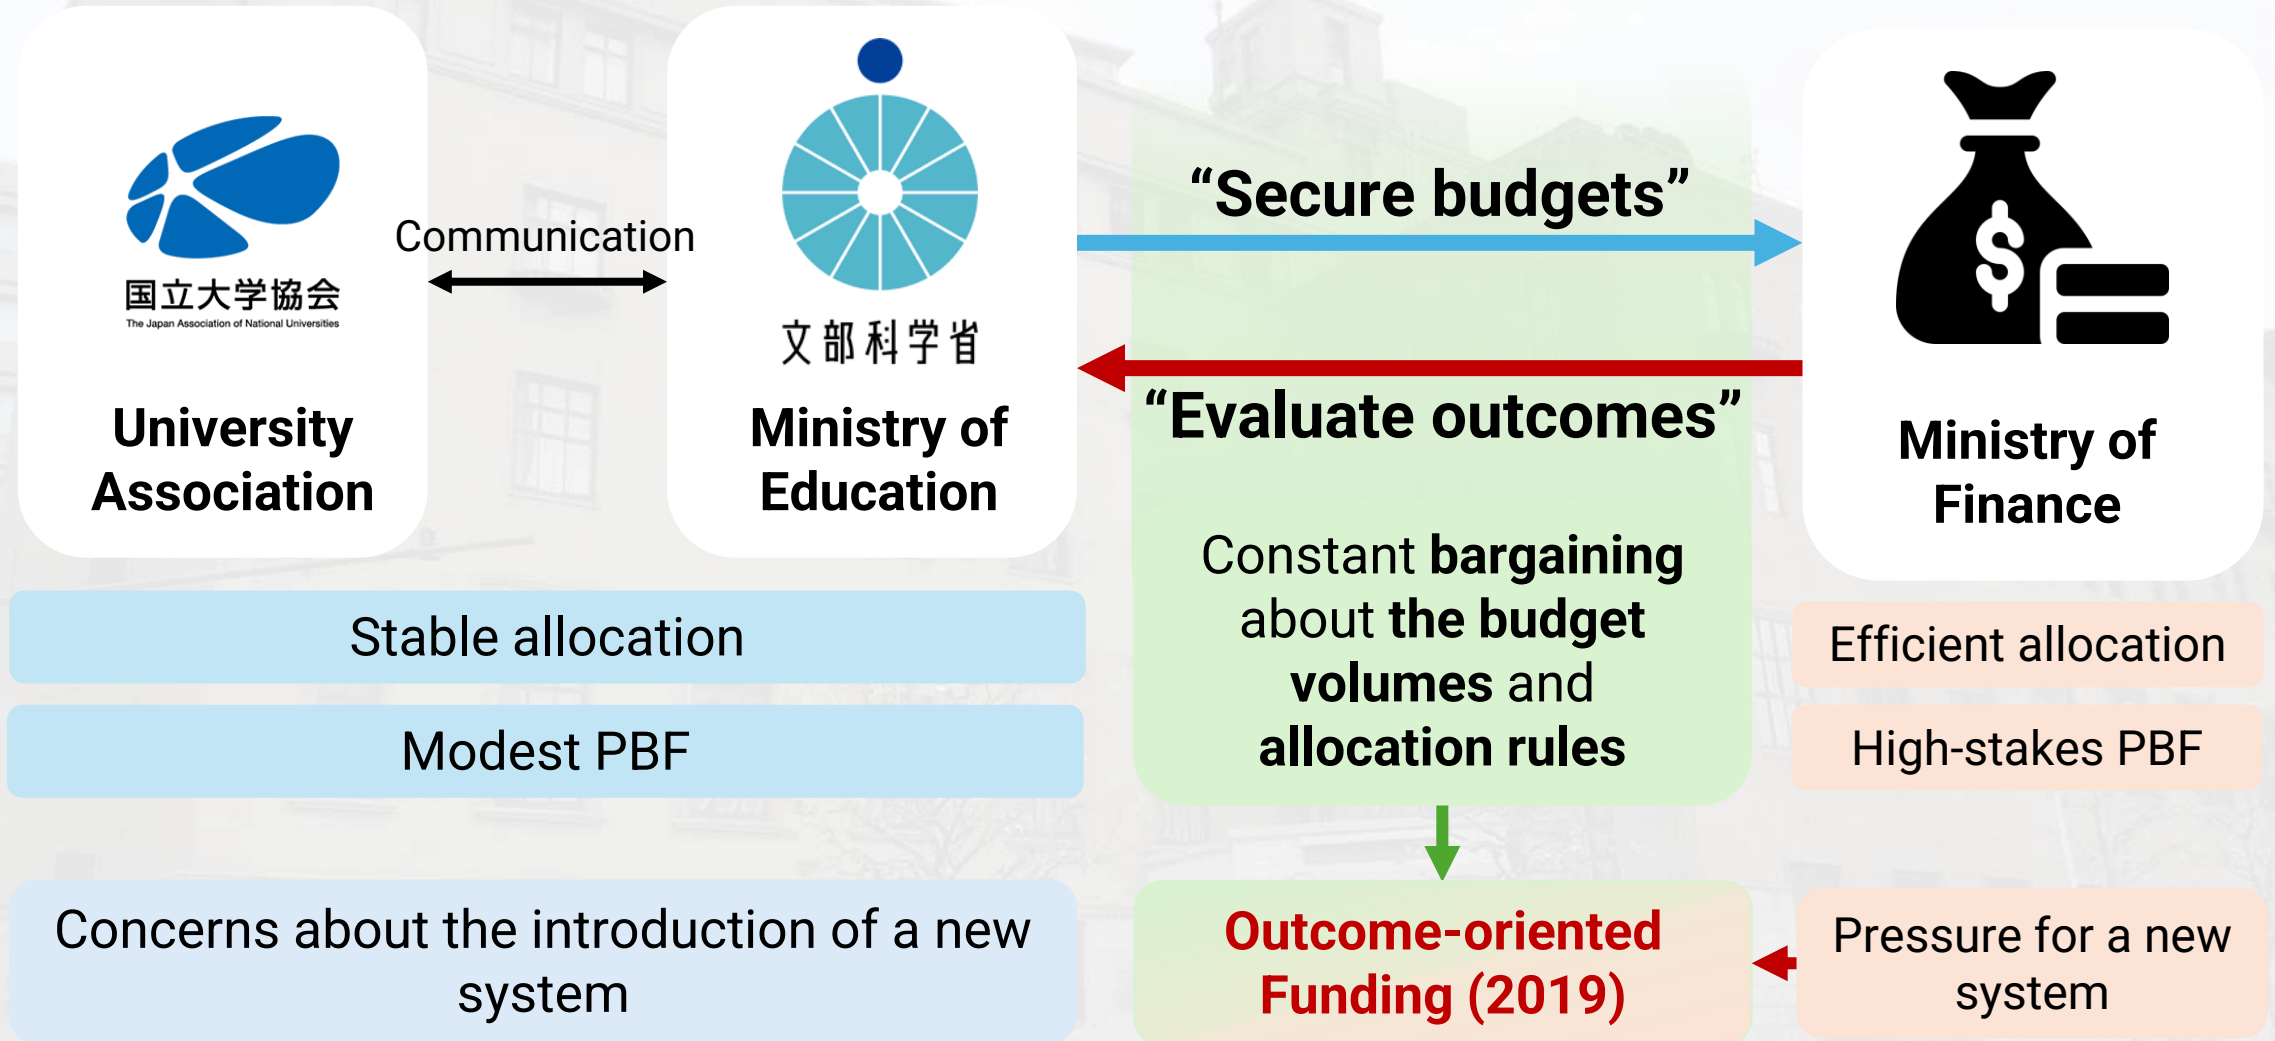 国立大学協会
The Japan Association of National Universities
University
Association
Communication
文部科学省
Ministry of
Education
“Secure budgets”
“Evaluate outcomes”
$
Ministry of
Finance
Constant bargaining
about the budget
volumes and
allocation rules
Stable allocation
Modest PBF
Efficient allocation
High-stakes PBF
Concerns about the introduction of a new
system
Outcome-oriented
Funding (2019)
Pressure for a new
system